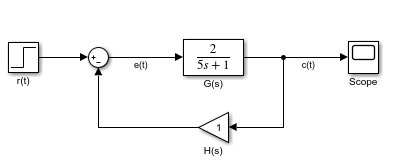 +
-
2
5s + 1
r(t)
e(t)
G(s)
c(t)
Scope
1
H(s)